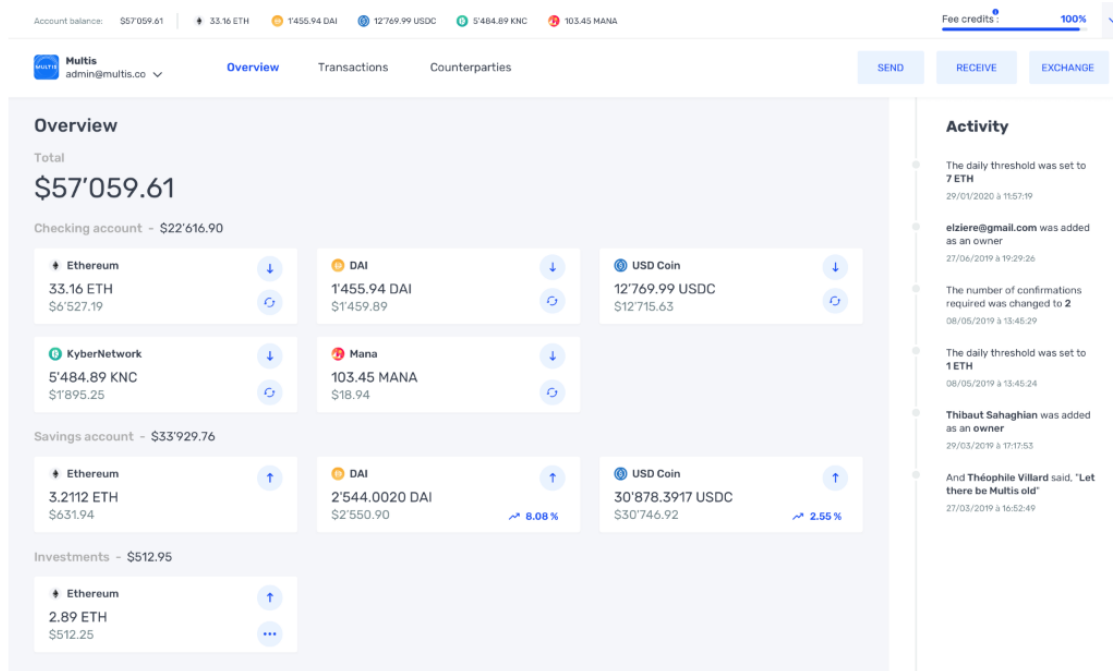 Account balance: $57'059.61 33.16 ETH 1'455.94 DAI 12'769.99 USDC 5'484.89 KNC 103.45 MANA Fee credits : 100%
MULTIS Multis
admin@multis.co
Overview Transactions Counterparties
SEND RECEIVE EXCHANGE
Overview
Total
$57'059.61
Checking account - $22'616.90
Ethereum
33.16 ETH
$6'527.19
DAI
1'455.94 DAI
$1'459.89
USD Coin
12'769.99 USDC
$12'715.63
KyberNetwork
5'484.89 KNC
$1'895.25
Mana
103.45 MANA
$18.94
Savings account - $33'929.76
Ethereum
3.2112 ETH
$631.94
DAI
2'544.0020 DAI
$2'550.90 8.08 %
USD Coin
30'878.3917 USDC
$30'746.92 2.55 %
Investments - $512.95
Ethereum
2.89 ETH
$512.25
Activity
The daily threshold was set to
7 ETH
29/01/2020 à 11:57:19
elziere@gmail.com was added
as an owner
27/06/2019 à 19:29:26
The number of confirmations
required was changed to 2
08/05/2019 à 13:45:29
The daily threshold was set to
1 ETH
08/05/2019 à 13:45:24
Thibaut Sahaghian was added
as an owner
29/03/2019 à 17:17:53
And Théophile Villard said, "Let
there be Multis old"
27/03/2019 à 16:52:49